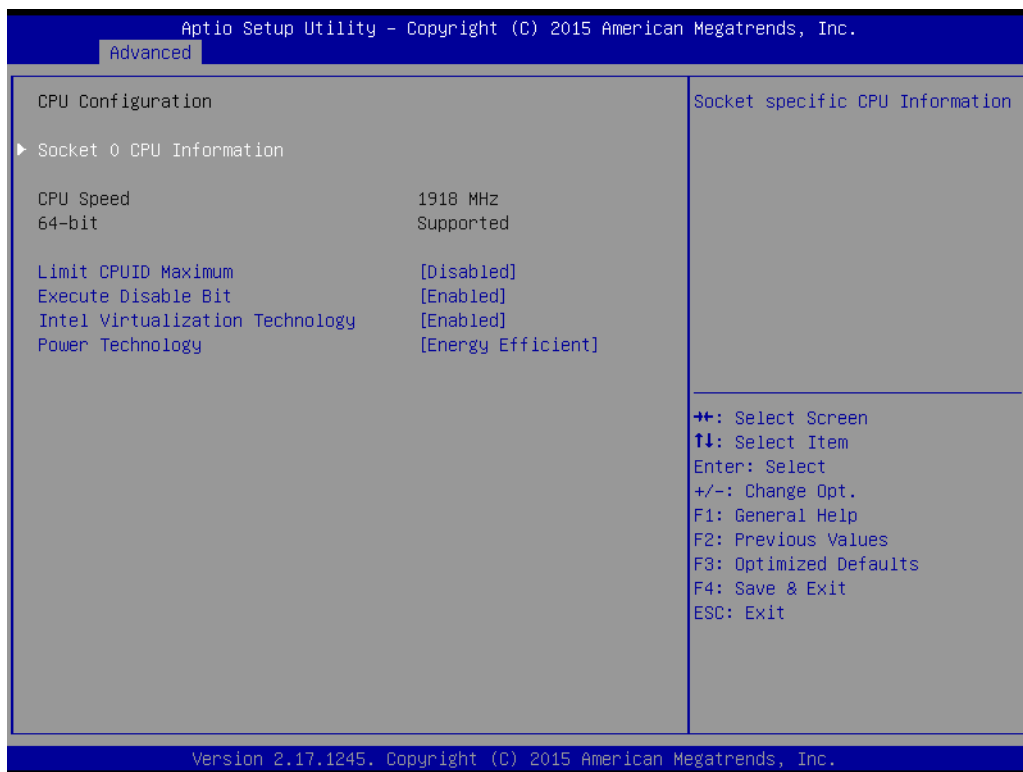 Aptio Setup Utility – Copyright (C) 2015 American Megatrends, Inc.
Advanced
CPU Configuration
Socket 0 CPU Information
CPU Speed 1918 MHz
64-bit Supported
Limit CPUID Maximum [Disabled]
Execute Disable Bit [Enabled]
Intel Virtualization Technology [Enabled]
Power Technology [Energy Efficient]
Socket specific CPU Information
→←: Select Screen
↑↓: Select Item
Enter: Select
+/-: Change Opt.
F1: General Help
F2: Previous Values
F3: Optimized Defaults
F4: Save & Exit
ESC: Exit
Version 2.17.1245. Copyright (C) 2015 American Megatrends, Inc.